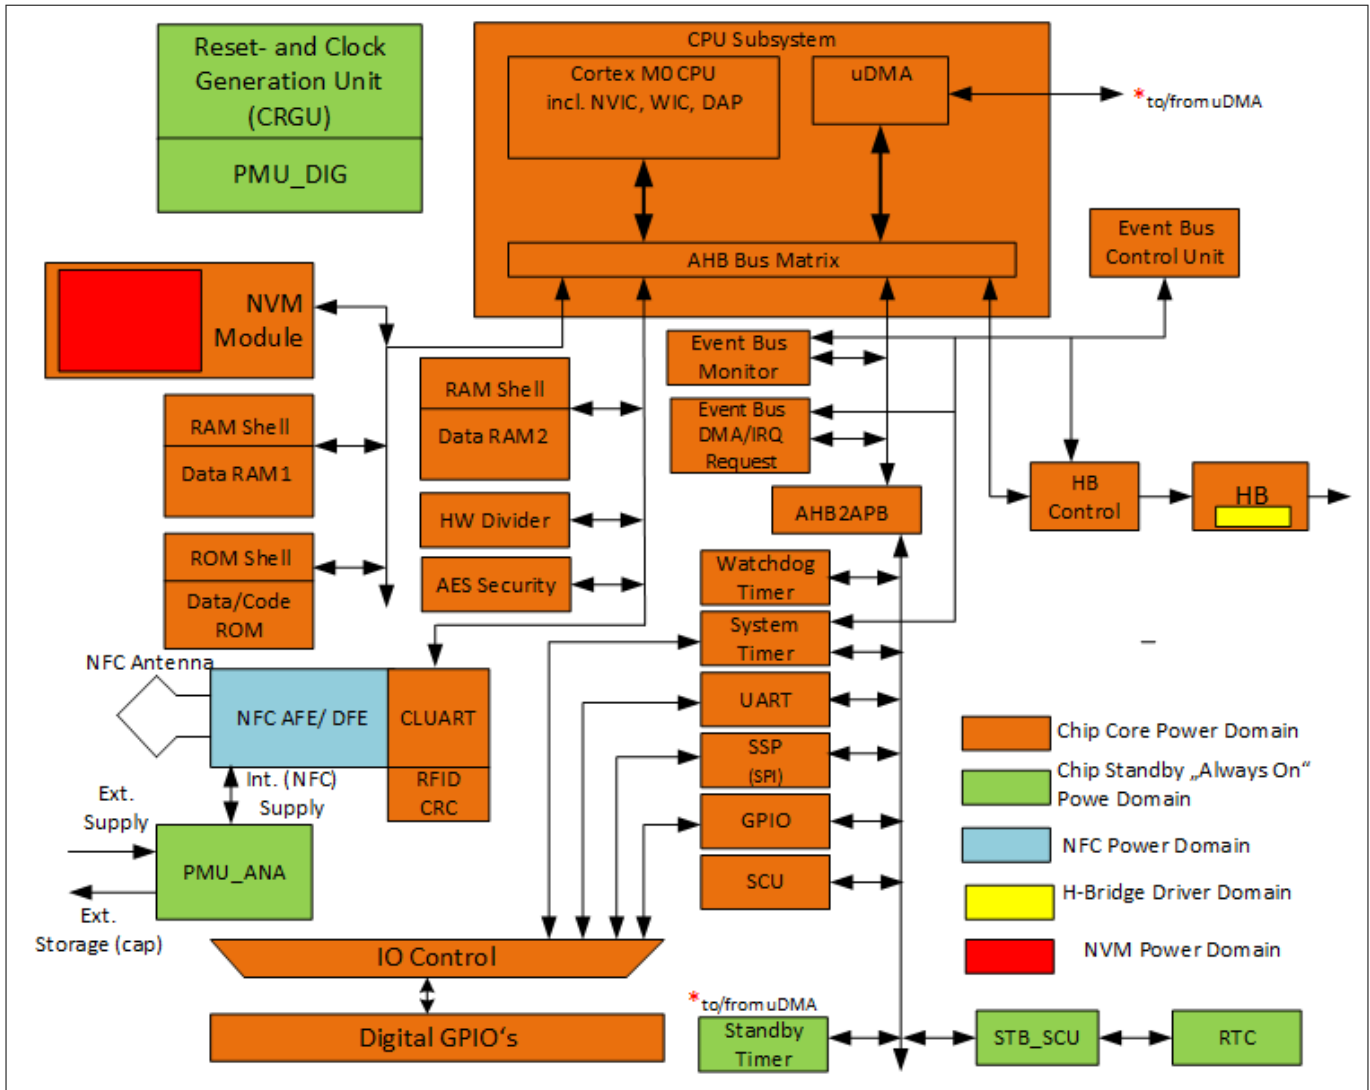 Reset- and Clock
Generation Unit
(CRGU)
PMU_DIG
CPU Subsystem
Cortex M0 CPU
incl. NVIC, WIC, DAP
uDMA
*to/from uDMA
AHB Bus Matrix
Event Bus
Control Unit
NVM
Module
Event Bus
Monitor
RAM Shell
Data RAM2
RAM Shell
Data RAM1
Event Bus
DMA/IRQ
Request
HB
Control
HB
AHB2APB
HW Divider
ROM Shell
Data/Code
ROM
AES Security
Watchdog
Timer
System
Timer
NFC Antenna
NFC AFE/ DFE
CLUART
RFID
CRC
UART
SSP
(SPI)
GPIO
SCU
Int. (NFC)
Supply
Ext.
Supply
PMU_ANA
Ext.
Storage (cap)
IO Control
Digital GPIO‘s
*to/from uDMA
Standby
Timer
STB_SCU
RTC
_
Chip Core Power Domain
Chip Standby „Always On“
Powe Domain
NFC Power Domain
H-Bridge Driver Domain
NVM Power Domain